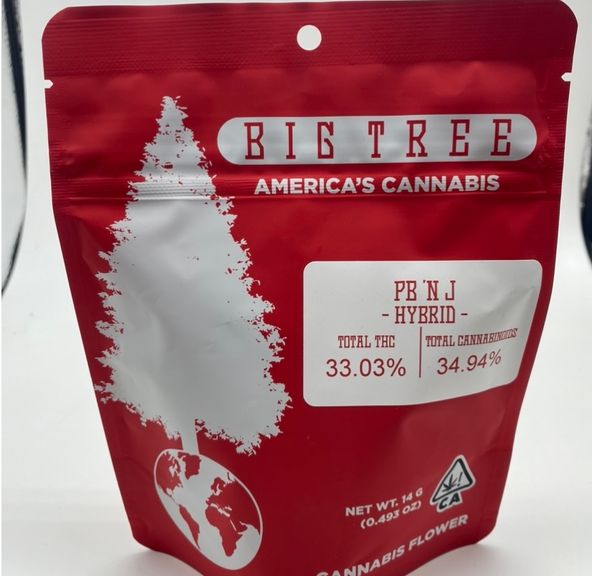 BIG TREE
AMERICA'S CANNABIS
PB 'N J
- HYBRID -
TOTAL THC
33.03%
TOTAL CANNABINOIDS
34.94%
NET WT. 14 G
(0.493 OZ)
CA
CANNABIS FLOWER